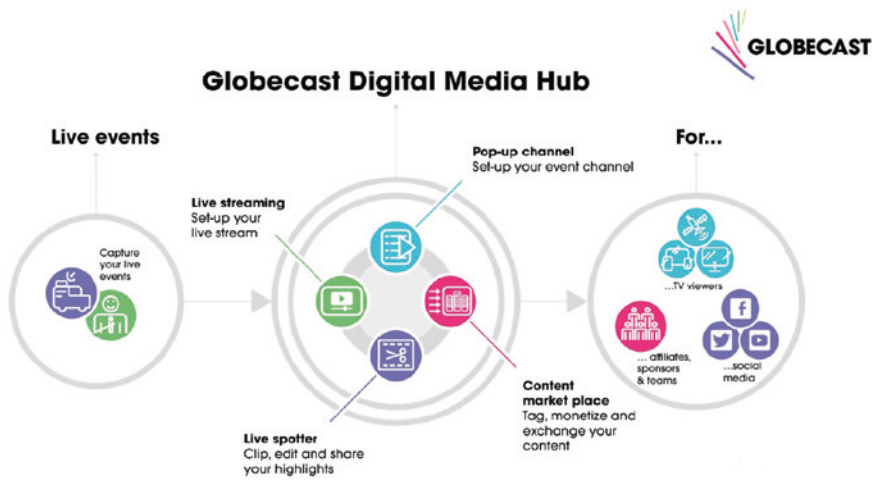 GLOBECAST
Globecast Digital Media Hub
Live events
Capture
your live
events
Live streaming
Set-up your
live stream
Pop-up channel
Set-up your event channel
Live spotter
Clip, edit and share
your highlights
Content
market place
Tag, monetize and
exchange your
content
For...
...TV viewers
... affiliates,
sponsors
& teams
...social
media